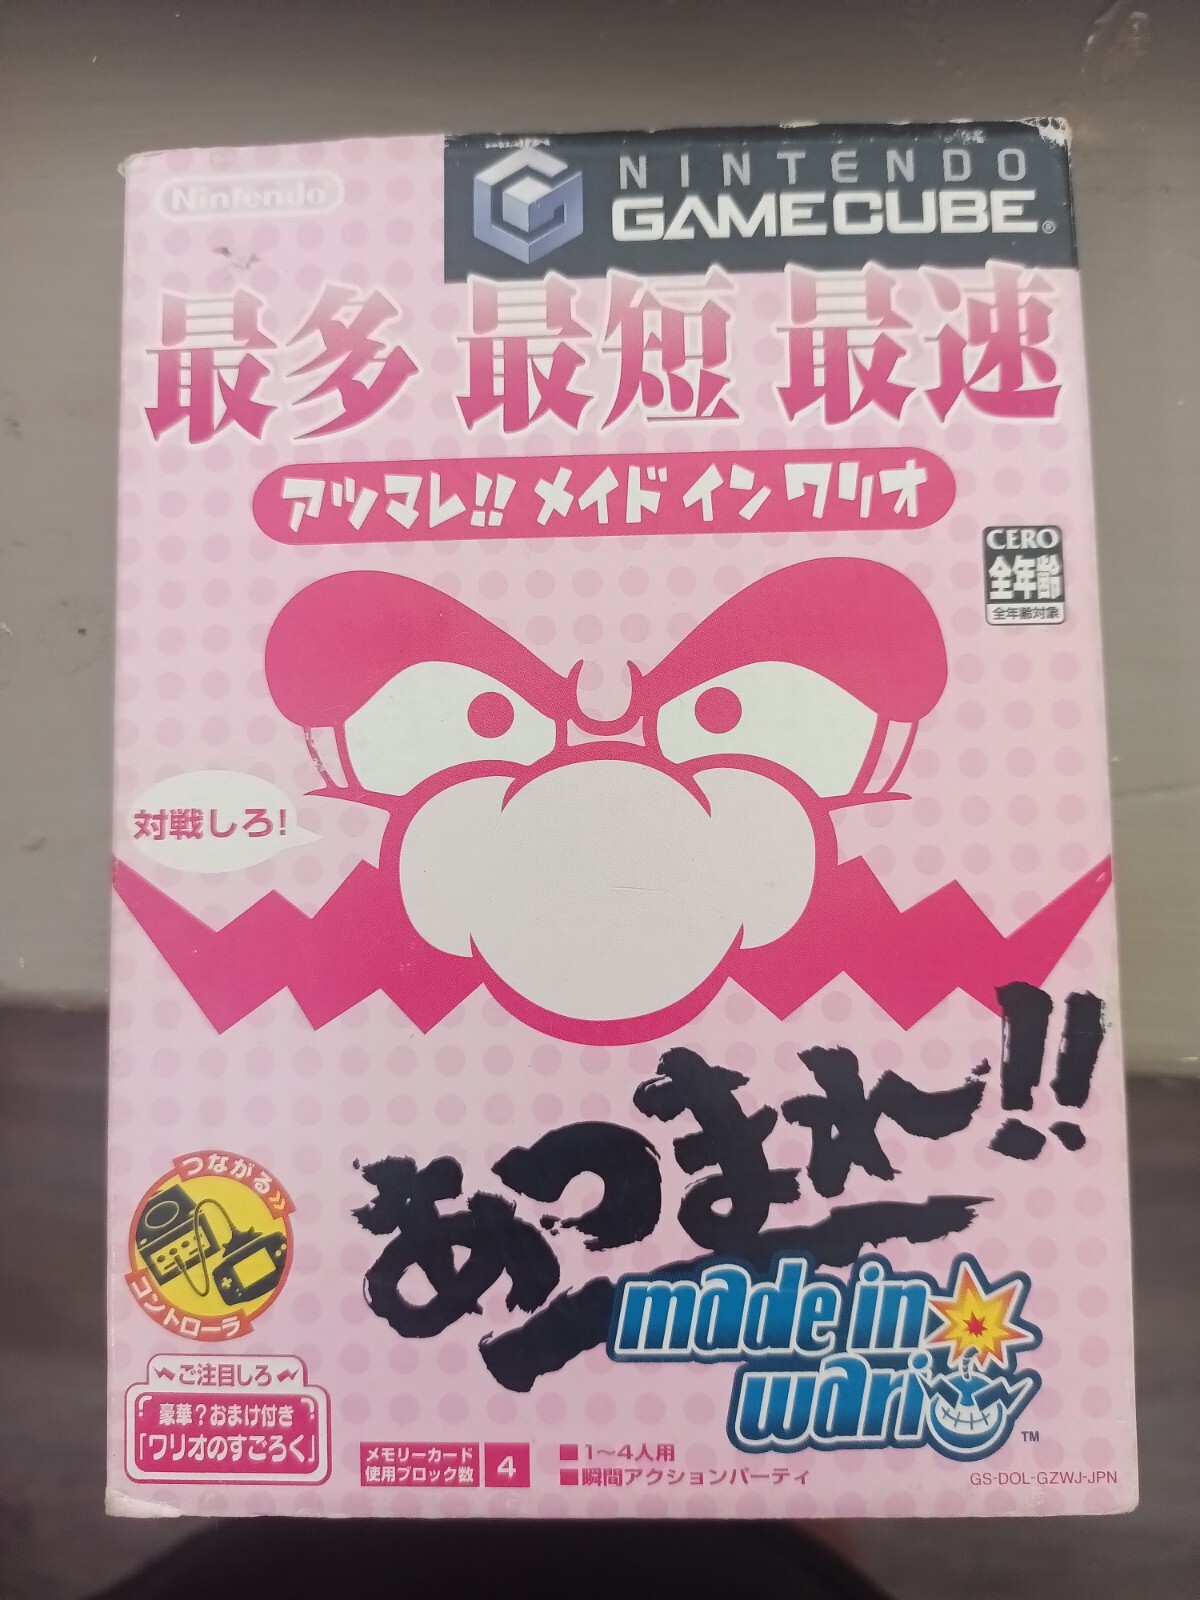 Nintendo
NINTENDO
GAMECUBE®
最多 最短 最速
アツマレ!! メイド イン ワリオ
CERO
全年齢
全年齢対象
対戦しろ!
あつまれー!!
made in
wario™
つながる»
コントローラ
ご注目しろ
豪華?おまけ付き
「ワリオのすごろく」
メモリーカード
使用ブロック数 4
■1〜4人用
■瞬間アクションパーティ
GS-DOL-GZWJ-JPN